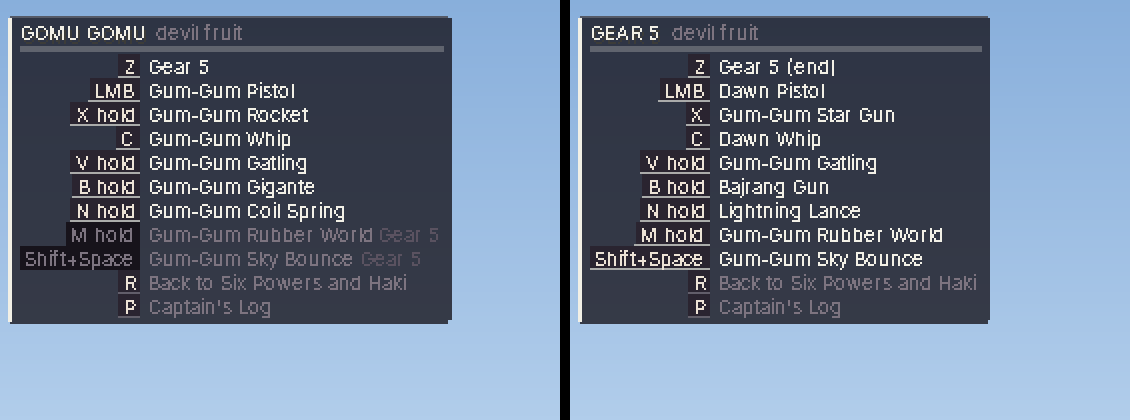 GOMU GOMU devil fruit
Z Gear 5
LMB Gum-Gum Pistol
X hold Gum-Gum Rocket
C Gum-Gum Whip
V hold Gum-Gum Gatling
B hold Gum-Gum Gigante
N hold Gum-Gum Coil Spring
M hold Gum-Gum Rubber World Gear 5
Shift+Space Gum-Gum Sky Bounce Gear 5
R Back to Six Powers and Haki
P Captain's Log
GEAR 5 devil fruit
Z Gear 5 (end)
LMB Dawn Pistol
X Gum-Gum Star Gun
C Dawn Whip
V hold Gum-Gum Gatling
B hold Bajrang Gun
N hold Lightning Lance
M hold Gum-Gum Rubber World
Shift+Space Gum-Gum Sky Bounce
R Back to Six Powers and Haki
P Captain's Log